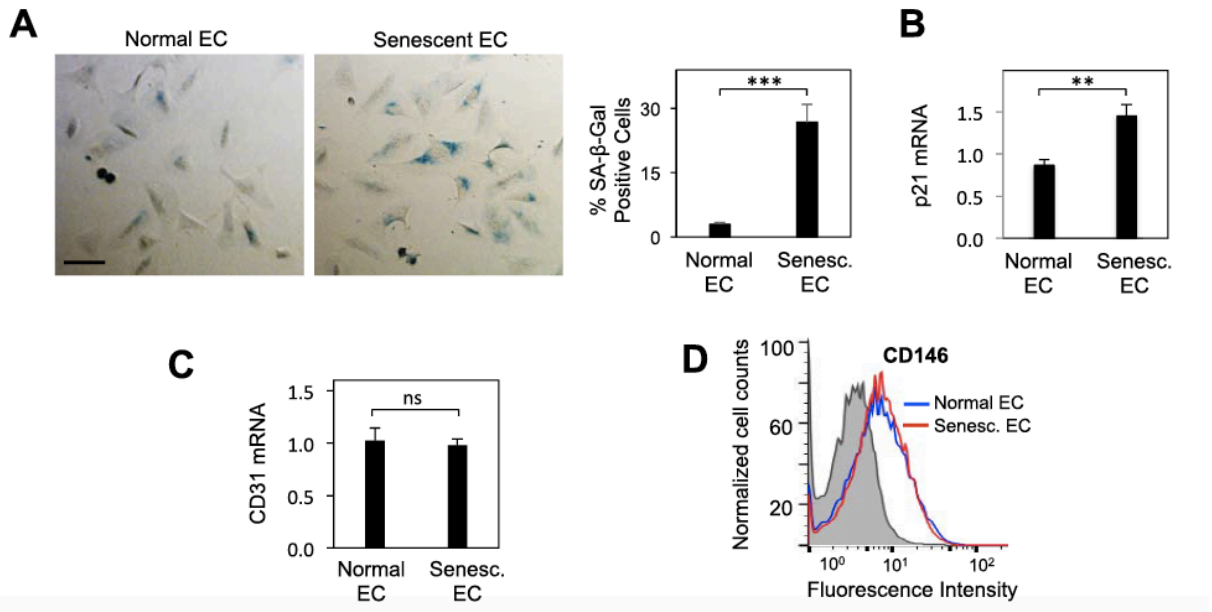 A
Normal EC
Senescent EC
% SA-β-Gal
Positive Cells
30
15
0
***
Normal
EC
Senesc.
EC
B
p21 mRNA
1.5
1.0
0.5
0.0
**
Normal
EC
Senesc.
EC
C
CD31 mRNA
1.5
1.0
0.5
0.0
ns
Normal
EC
Senesc.
EC
D
CD146
Normalized cell counts
100
60
20
Normal EC
Senesc. EC
10⁰
10¹
10²
Fluorescence Intensity